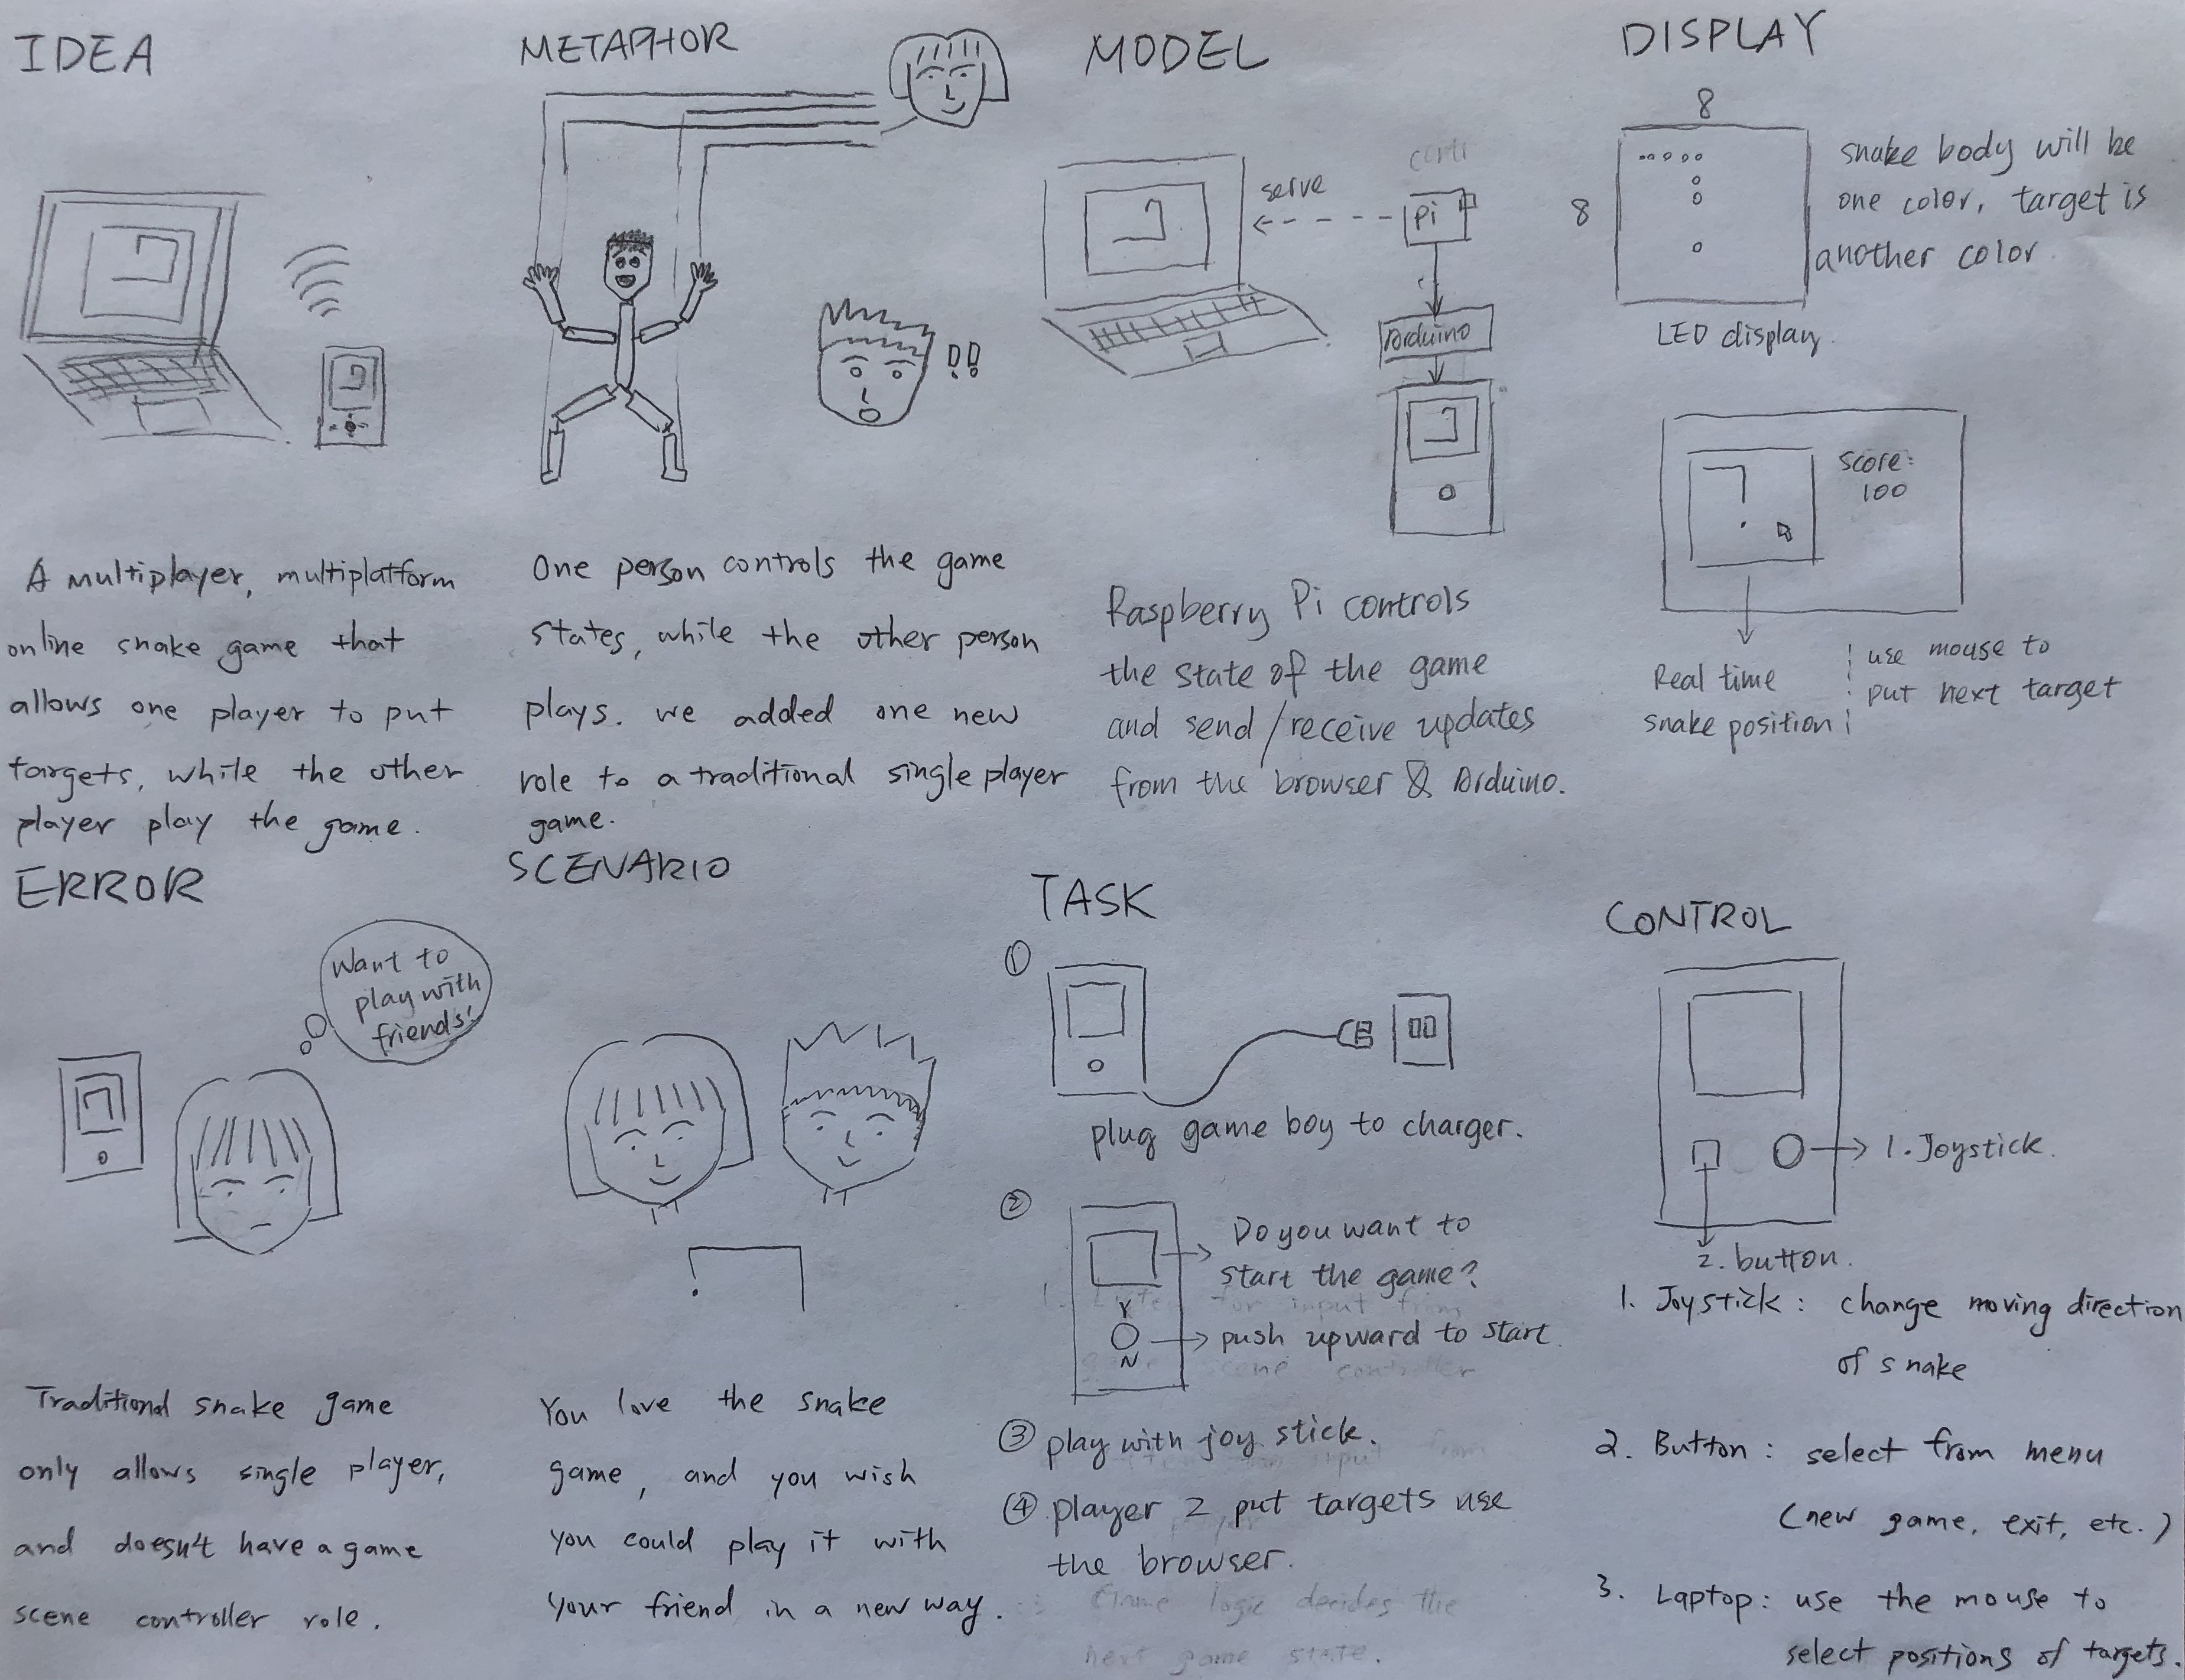 IDEA
A multiplayer, multiplatform
online snake game that
allows one player to put
targets, while the other
player play the game.
METAPHOR
!!
One person controls the game
states, while the other person
plays. we added one new
role to a traditional single player
game.
MODEL
serve
Pi
Arduino
Raspberry Pi controls
the state of the game
and send/receive updates
from the browser & Arduino.
DISPLAY
8
8
snake body will be
one color, target is
another color.
LED display.
score:
100
Real time
snake position
use mouse to
put next target
ERROR
Want to
play with
friends!
Traditional snake game
only allows single player,
and doesn't have a game
scene controller role.
SCENARIO
You love the snake
game, and you wish
you could play it with
your friend in a new way.
TASK
①
plug game boy to charger.
②
Do you want to
start the game?
Y
push upward to start.
N
③ play with joy stick.
④ player 2 put targets use
the browser.
Game logic decides the
next game state.
CONTROL
1. Joystick.
2. button.
1. Joystick: change moving direction
of snake
2. Button: select from menu
(new game, exit, etc.)
3. Laptop: use the mouse to
select positions of targets.